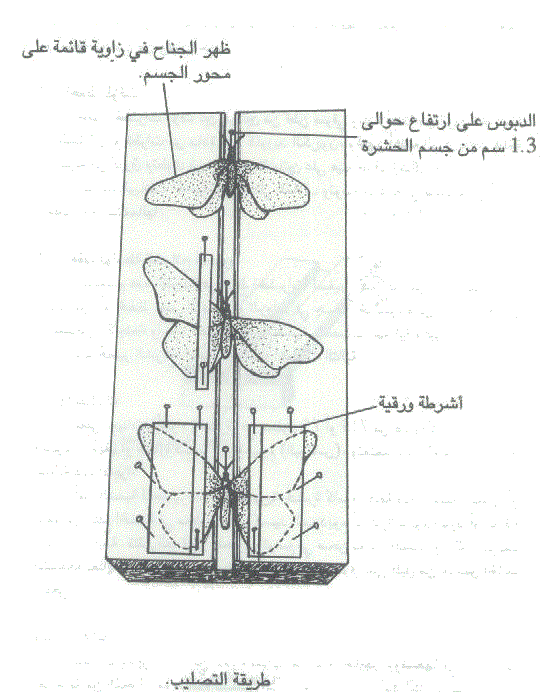 ظهر الجناح في زاوية قائمة على
محور الجسم.
الدبوس على ارتفاع حوالى
1.3 سم من جسم الحشرة
أشرطة ورقية
طريقة التصليب.